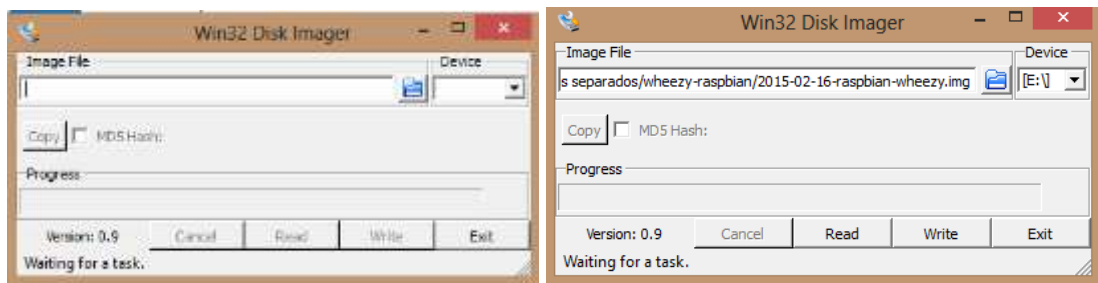 Win32 Disk Imager
Image File
Device
Copy
MD5 Hash:
Progress
Version: 0.9
Cancel
Read
Write
Exit
Waiting for a task.
Win32 Disk Imager
Image File
Device
s separados/wheezy-raspbian/2015-02-16-raspbian-wheezy.img
[E:\]
Copy
MD5 Hash:
Progress
Version: 0.9
Cancel
Read
Write
Exit
Waiting for a task.